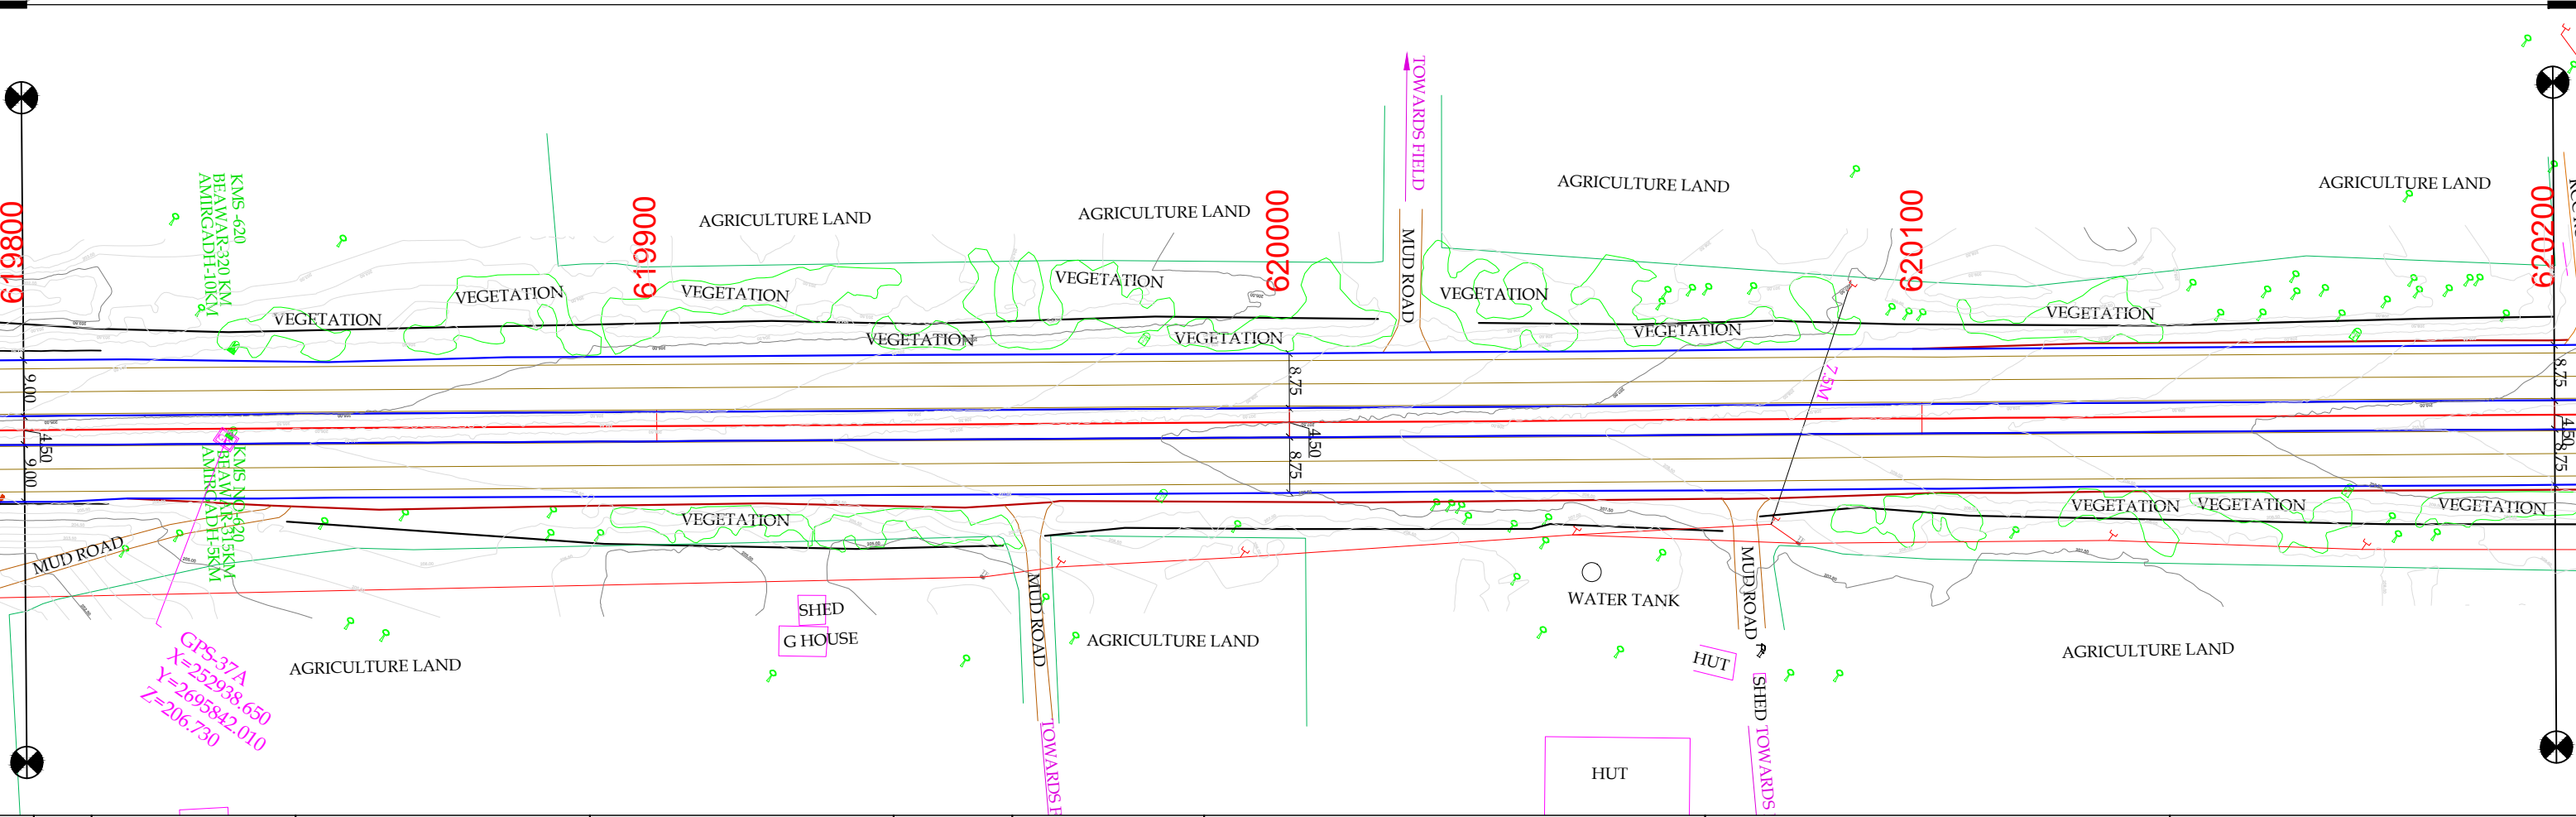 TOWARDS FIELD
AGRICULTURE LAND
AGRICULTURE LAND
AGRICULTURE LAND
AGRICULTURE LAND
619800
619900
620000
620100
620200
KMS -620
BEAWAR-320 KM
AMIRGADH-10KM
MUD ROAD
VEGETATION
VEGETATION
VEGETATION
VEGETATION
VEGETATION
VEGETATION
VEGETATION
VEGETATION
VEGETATION
9.00
4.50
9.00
8.75
4.50
8.75
7.5M
8.75
4.50
8.75
KMS NO-620
BEAWAR-315KM
AMIRGADH-5KM
MUD ROAD
VEGETATION
VEGETATION
VEGETATION
VEGETATION
MUD ROAD
MUD ROAD
SHED
G HOUSE
WATER TANK
AGRICULTURE LAND
AGRICULTURE LAND
AGRICULTURE LAND
HUT
GPS-37A
X=252938.650
Y=2695842.010
Z=206.730
SHED
TOWARDS
TOWARDS
HUT